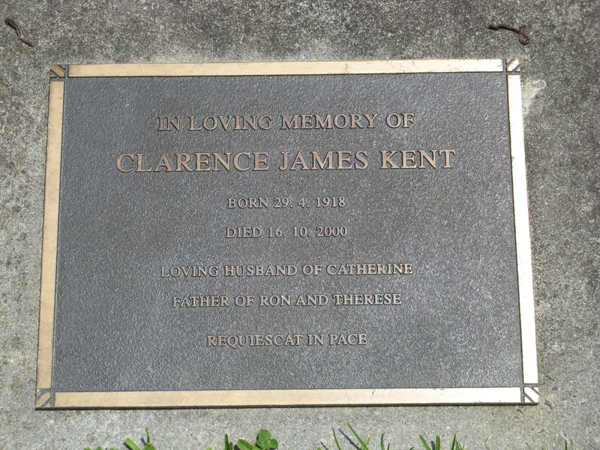 IN LOVING MEMORY OF
CLARENCE JAMES KENT
BORN 29. 4. 1918
DIED 16. 10. 2000
LOVING HUSBAND OF CATHERINE
FATHER OF RON AND THERESE
REQUIESCAT IN PACE